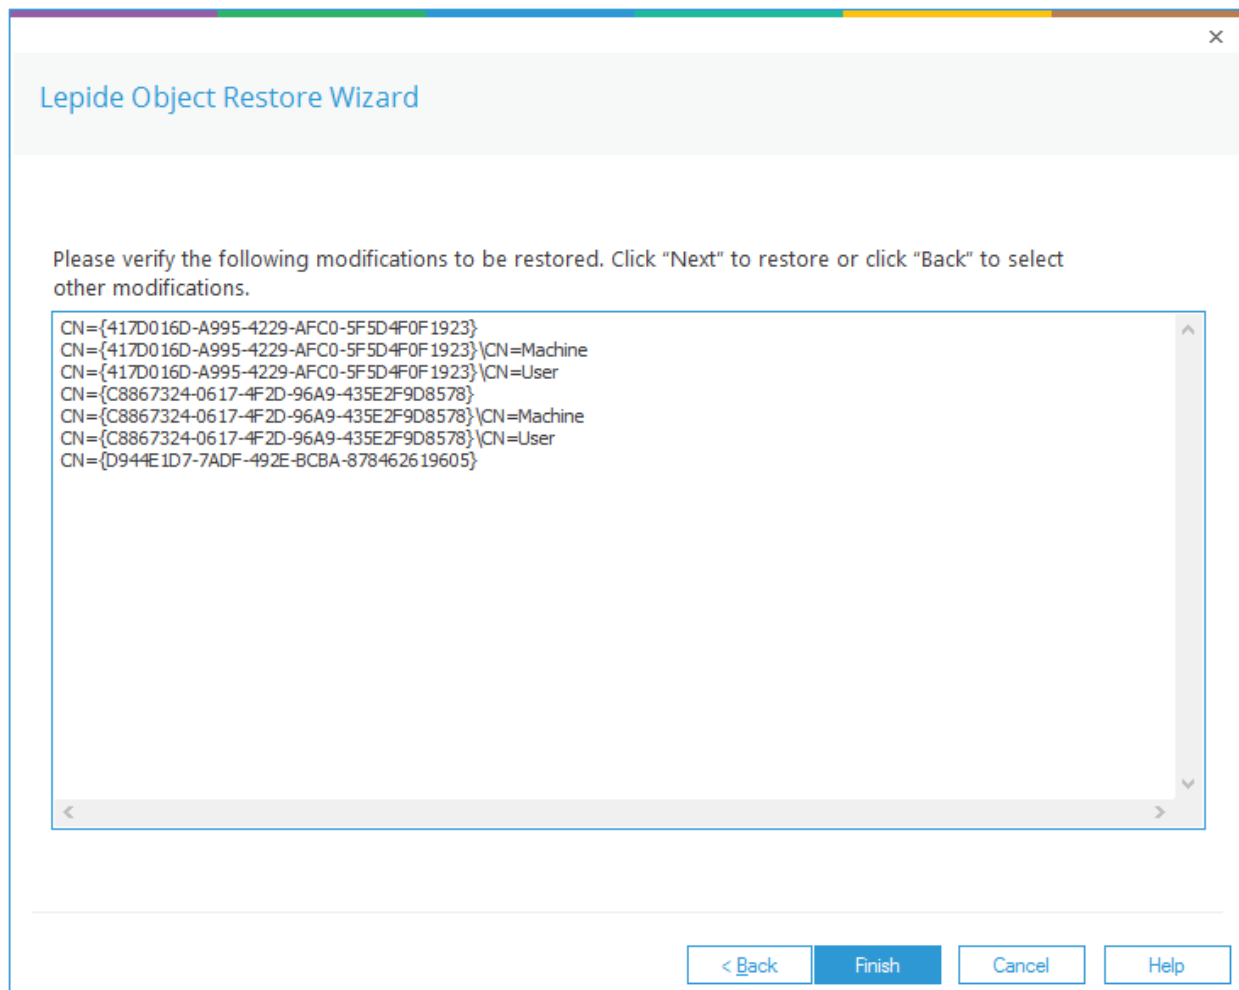 Lepide Object Restore Wizard
Please verify the following modifications to be restored. Click “Next” to restore or click “Back” to select
other modifications.
CN={417D016D-A995-4229-AFC0-5F5D4F0F1923}
CN={417D016D-A995-4229-AFC0-5F5D4F0F1923}\CN=Machine
CN={417D016D-A995-4229-AFC0-5F5D4F0F1923}\CN=User
CN={C8867324-0617-4F2D-96A9-435E2F9D8578}
CN={C8867324-0617-4F2D-96A9-435E2F9D8578}\CN=Machine
CN={C8867324-0617-4F2D-96A9-435E2F9D8578}\CN=User
CN={D944E1D7-7ADF-492E-BCBA-878462619605}
< Back
Finish
Cancel
Help